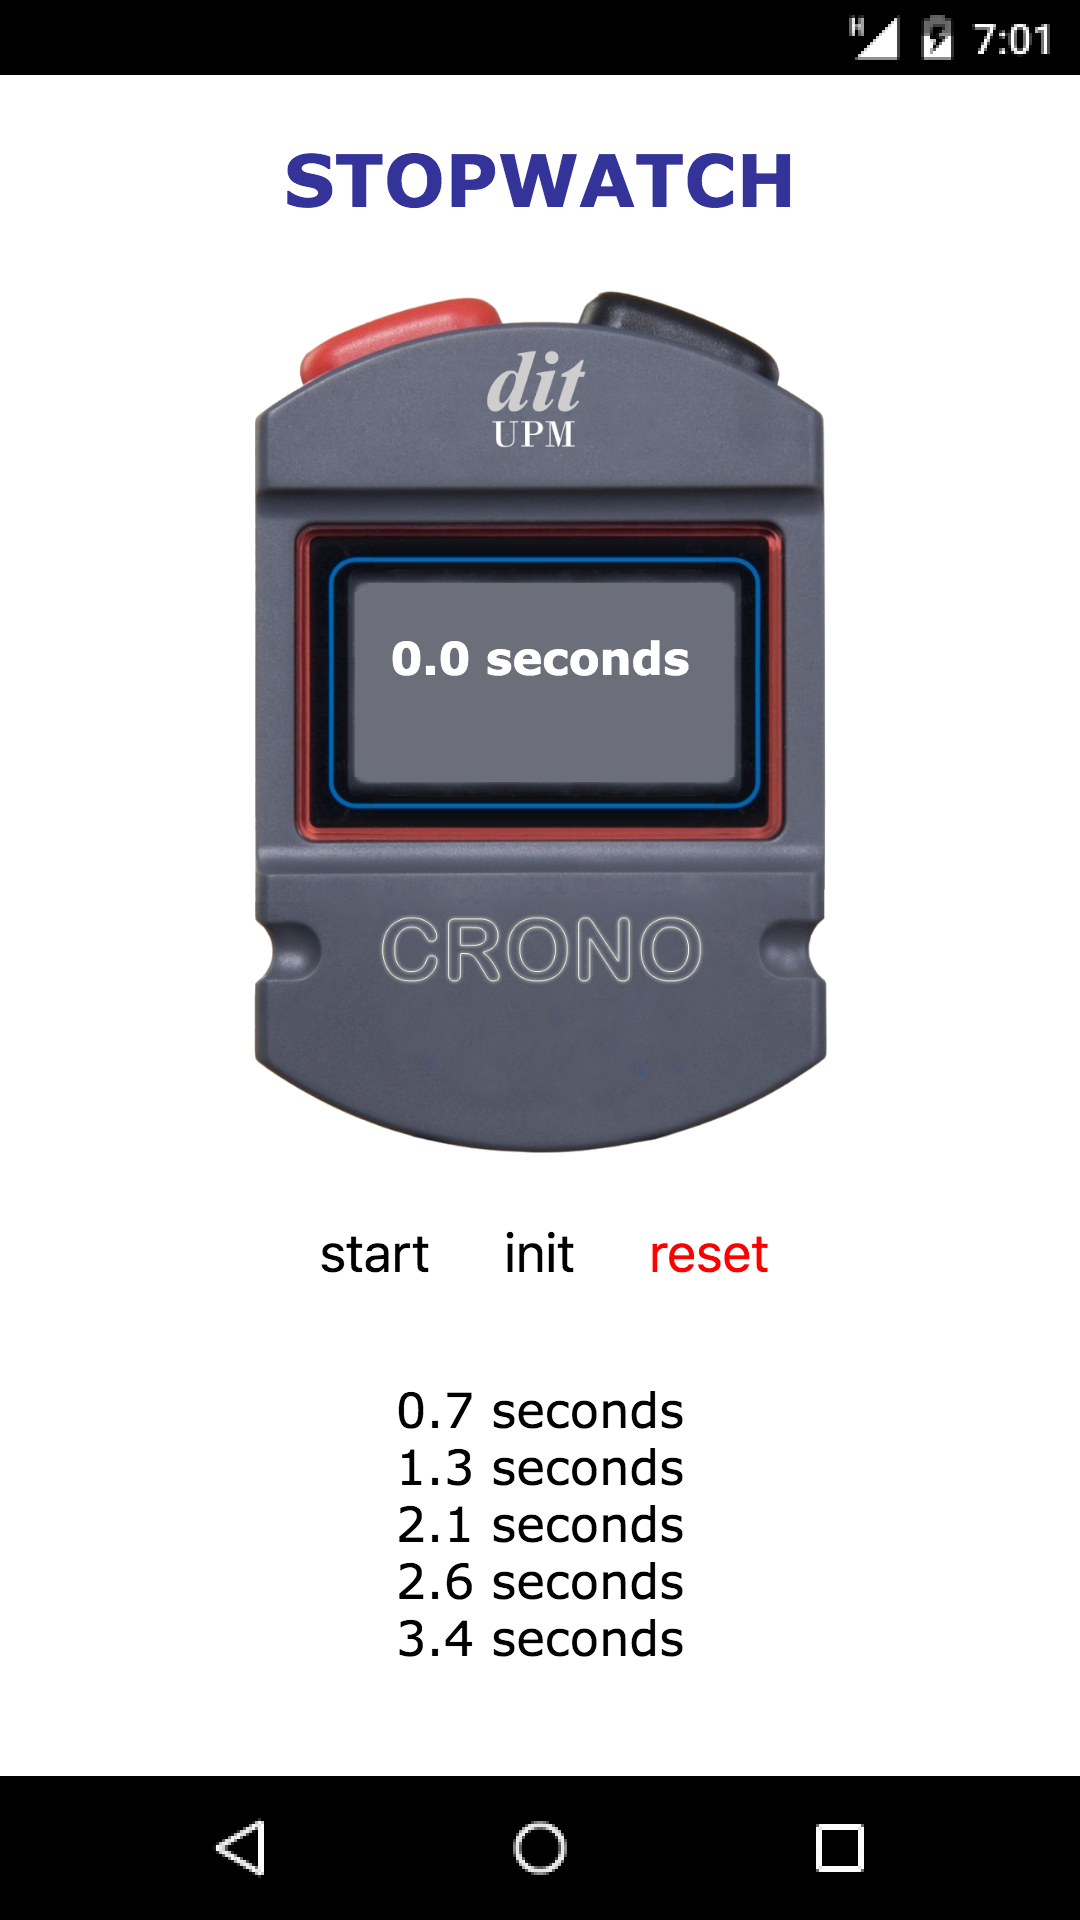 H 7:01
STOPWATCH
dit
UPM
0.0 seconds
CRONO
start init reset
0.7 seconds
1.3 seconds
2.1 seconds
2.6 seconds
3.4 seconds